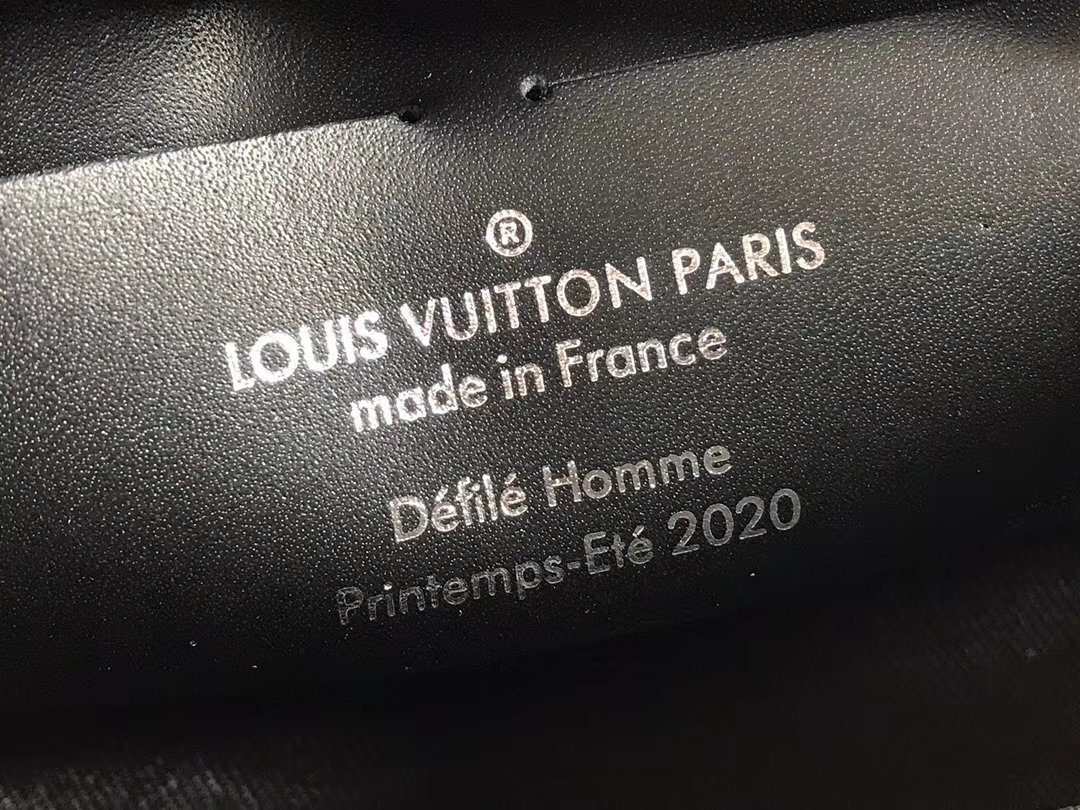 ®
LOUIS VUITTON PARIS
made in France
Défilé Homme
Printemps-Eté 2020